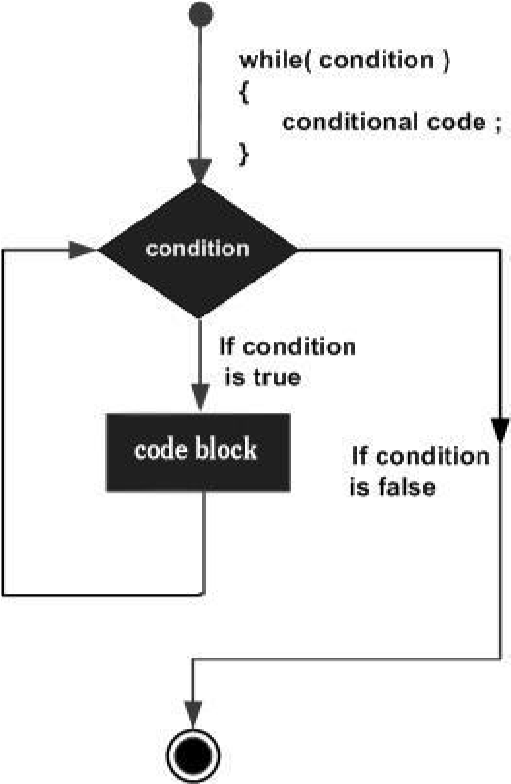 while( condition )
{
conditional code ;
}
condition
If condition
is true
code block
If condition
is false